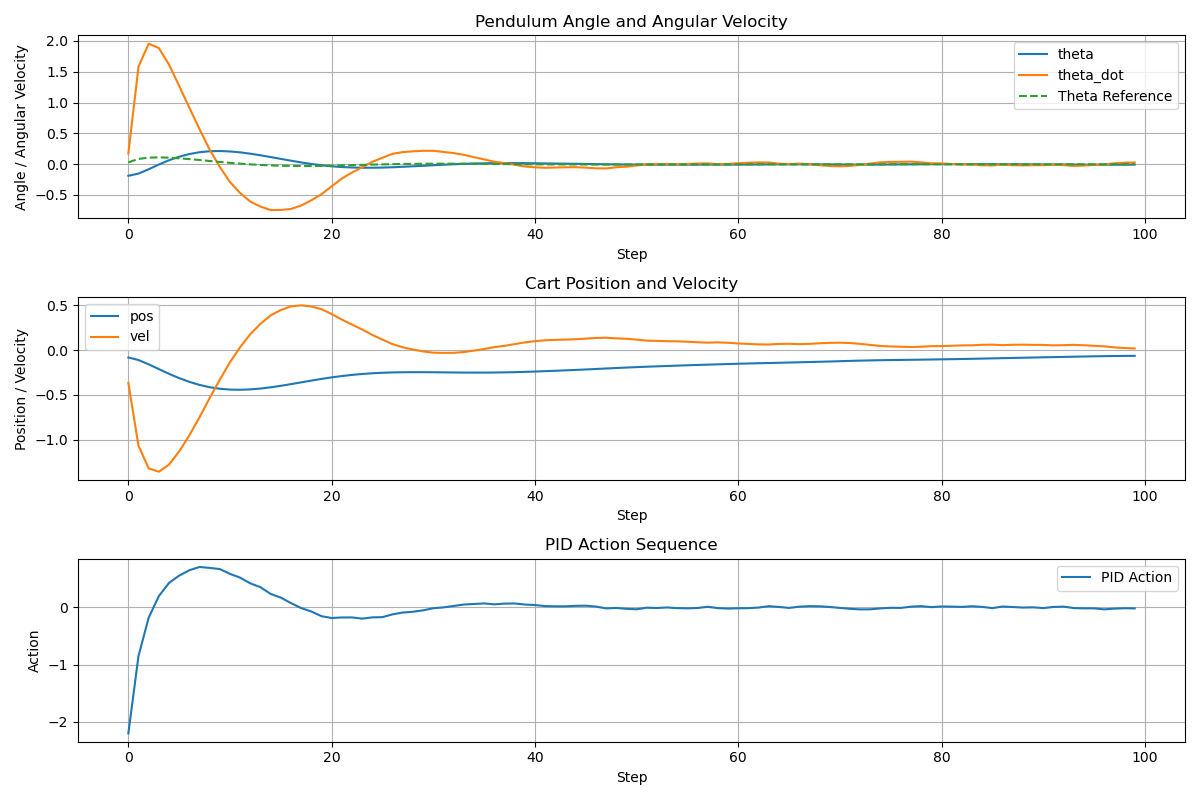 Pendulum Angle and Angular Velocity
Angle / Angular Velocity
2.0
1.5
1.0
0.5
0.0
−0.5
theta
theta_dot
Theta Reference
0 20 40 60 80 100
Step
Cart Position and Velocity
Position / Velocity
0.5
0.0
−0.5
−1.0
pos
vel
0 20 40 60 80 100
Step
PID Action Sequence
Action
0
−1
−2
PID Action
0 20 40 60 80 100
Step